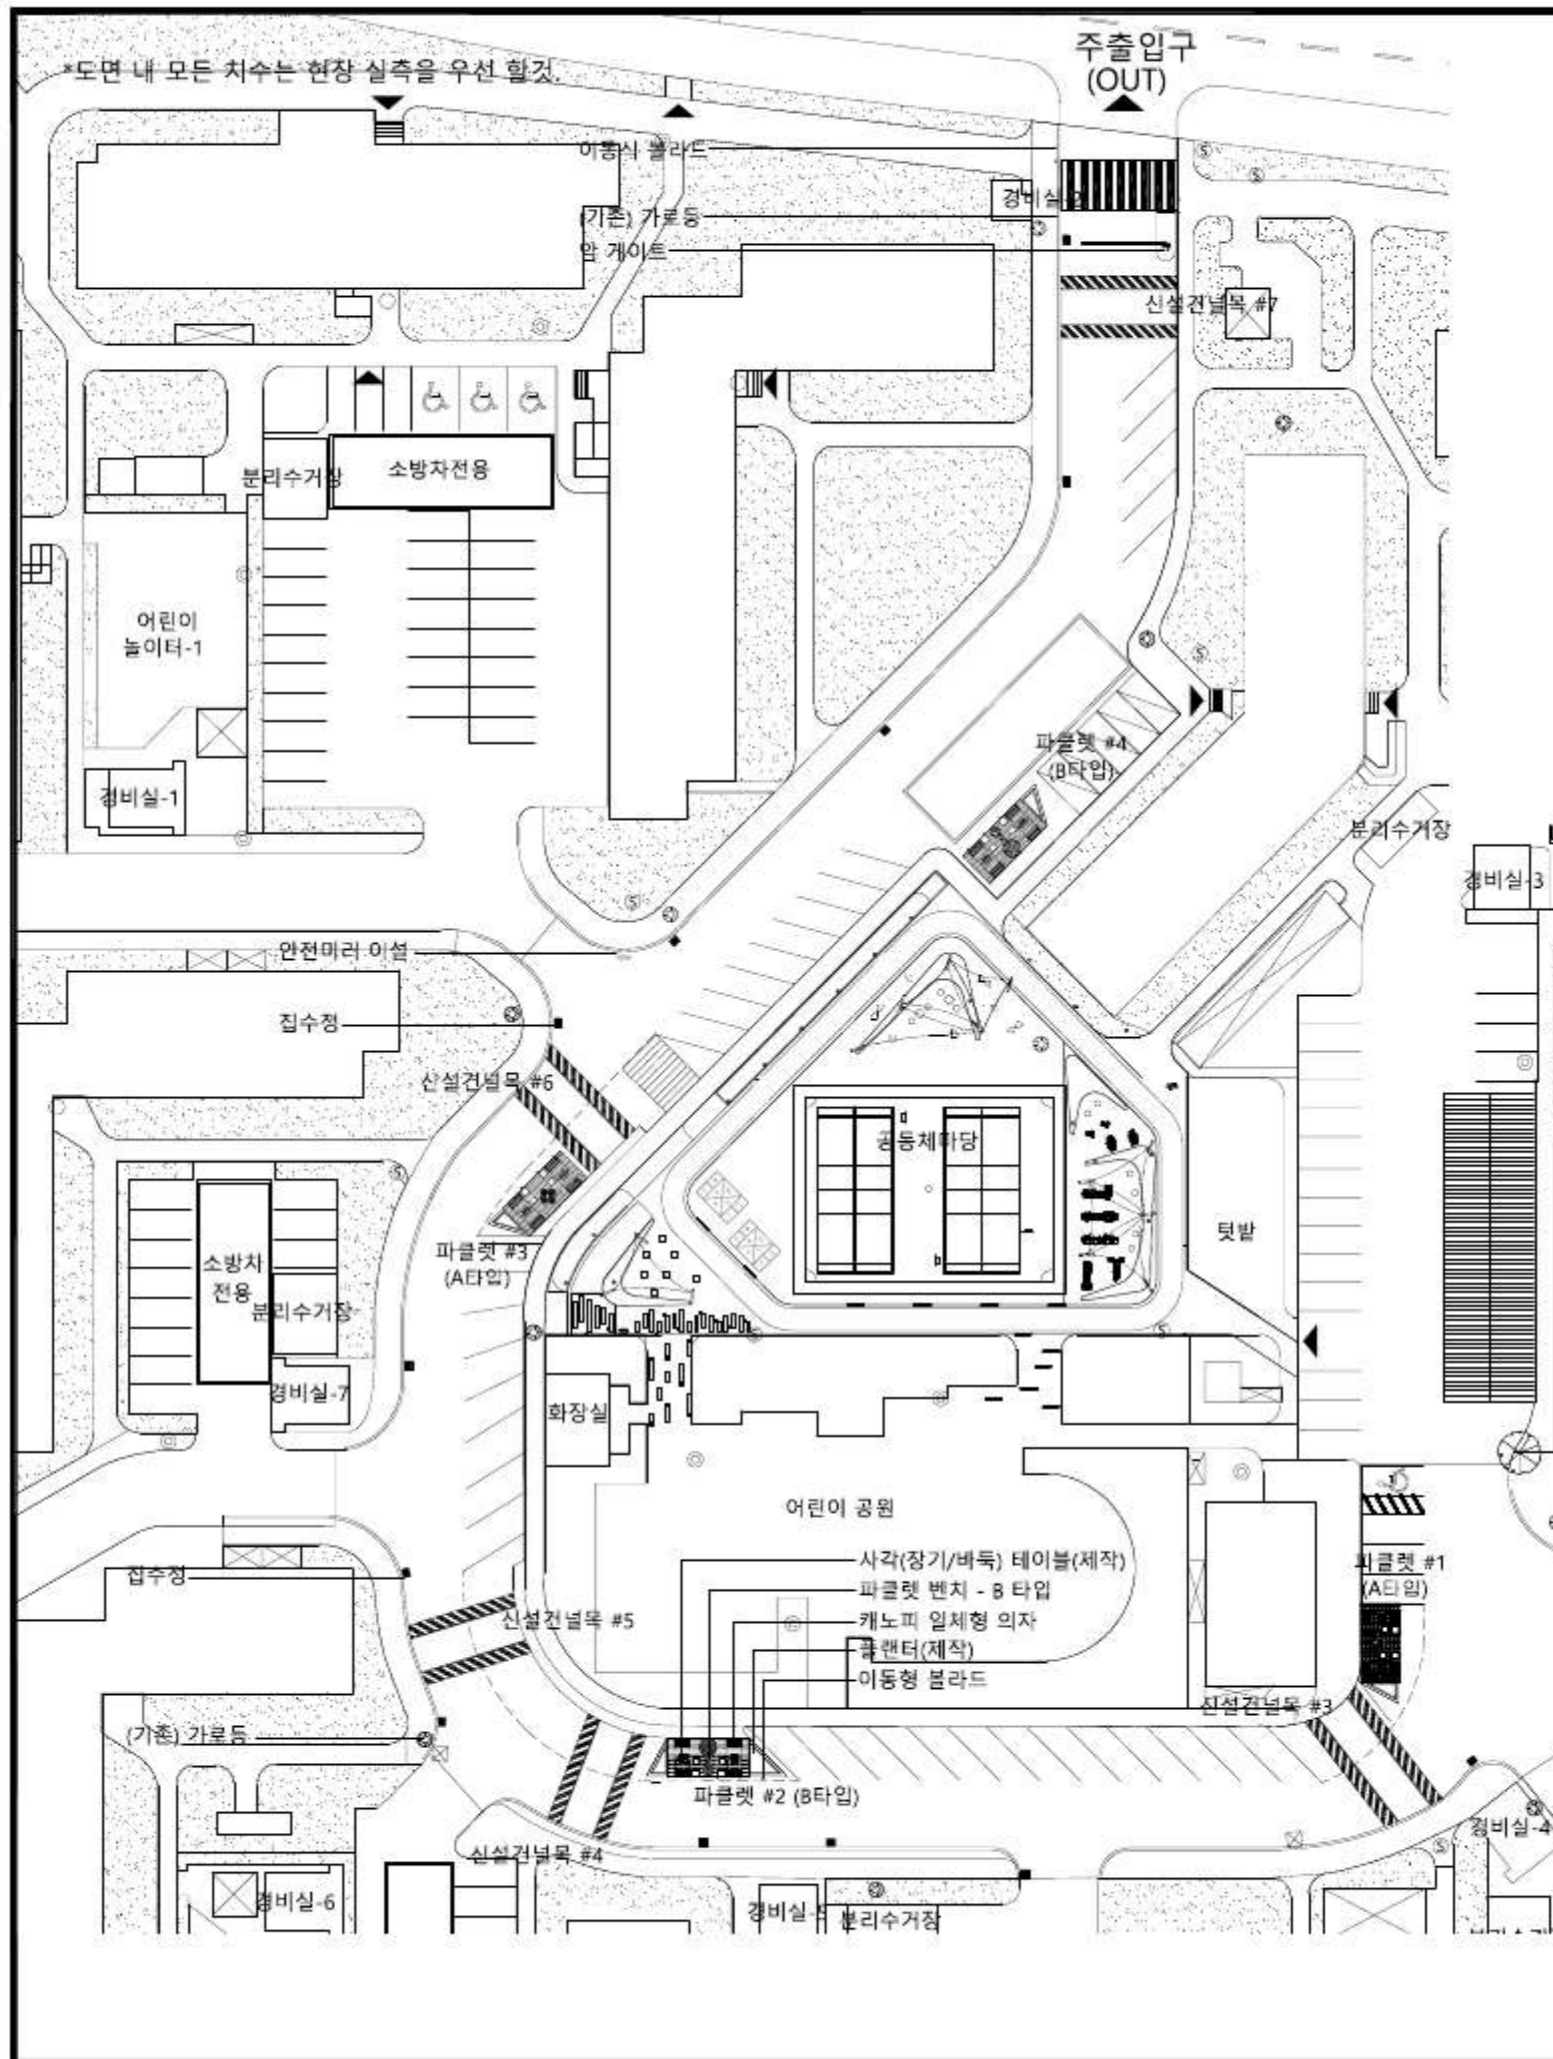 주출입구
(OUT)
*도면 내 모든 치수는 현장 실측을 우선 할것.
이동식 볼라드
경비실-2
(기존) 가로등
암 게이트
신설건널목 #7
분리수거장
소방차전용
어린이
놀이터-1
경비실-1
파클렛 #4
(B타입)
분리수거장
경비실-3
안전미러 이설
집수정
신설건널목 #6
공동체마당
파클렛 #3
(A타입)
텃밭
소방차
전용
분리수거장
경비실-7
화장실
어린이 공원
사각(장기/바둑) 테이블(제작)
파클렛 벤치 - B 타입
캐노피 일체형 의자
플랜터(제작)
이동형 볼라드
파클렛 #1
(A타입)
집수정
신설건널목 #5
신설건널목 #3
(기존) 가로등
파클렛 #2 (B타입)
경비실-4
신설건널목 #4
경비실-6
경비실-5
분리수거장